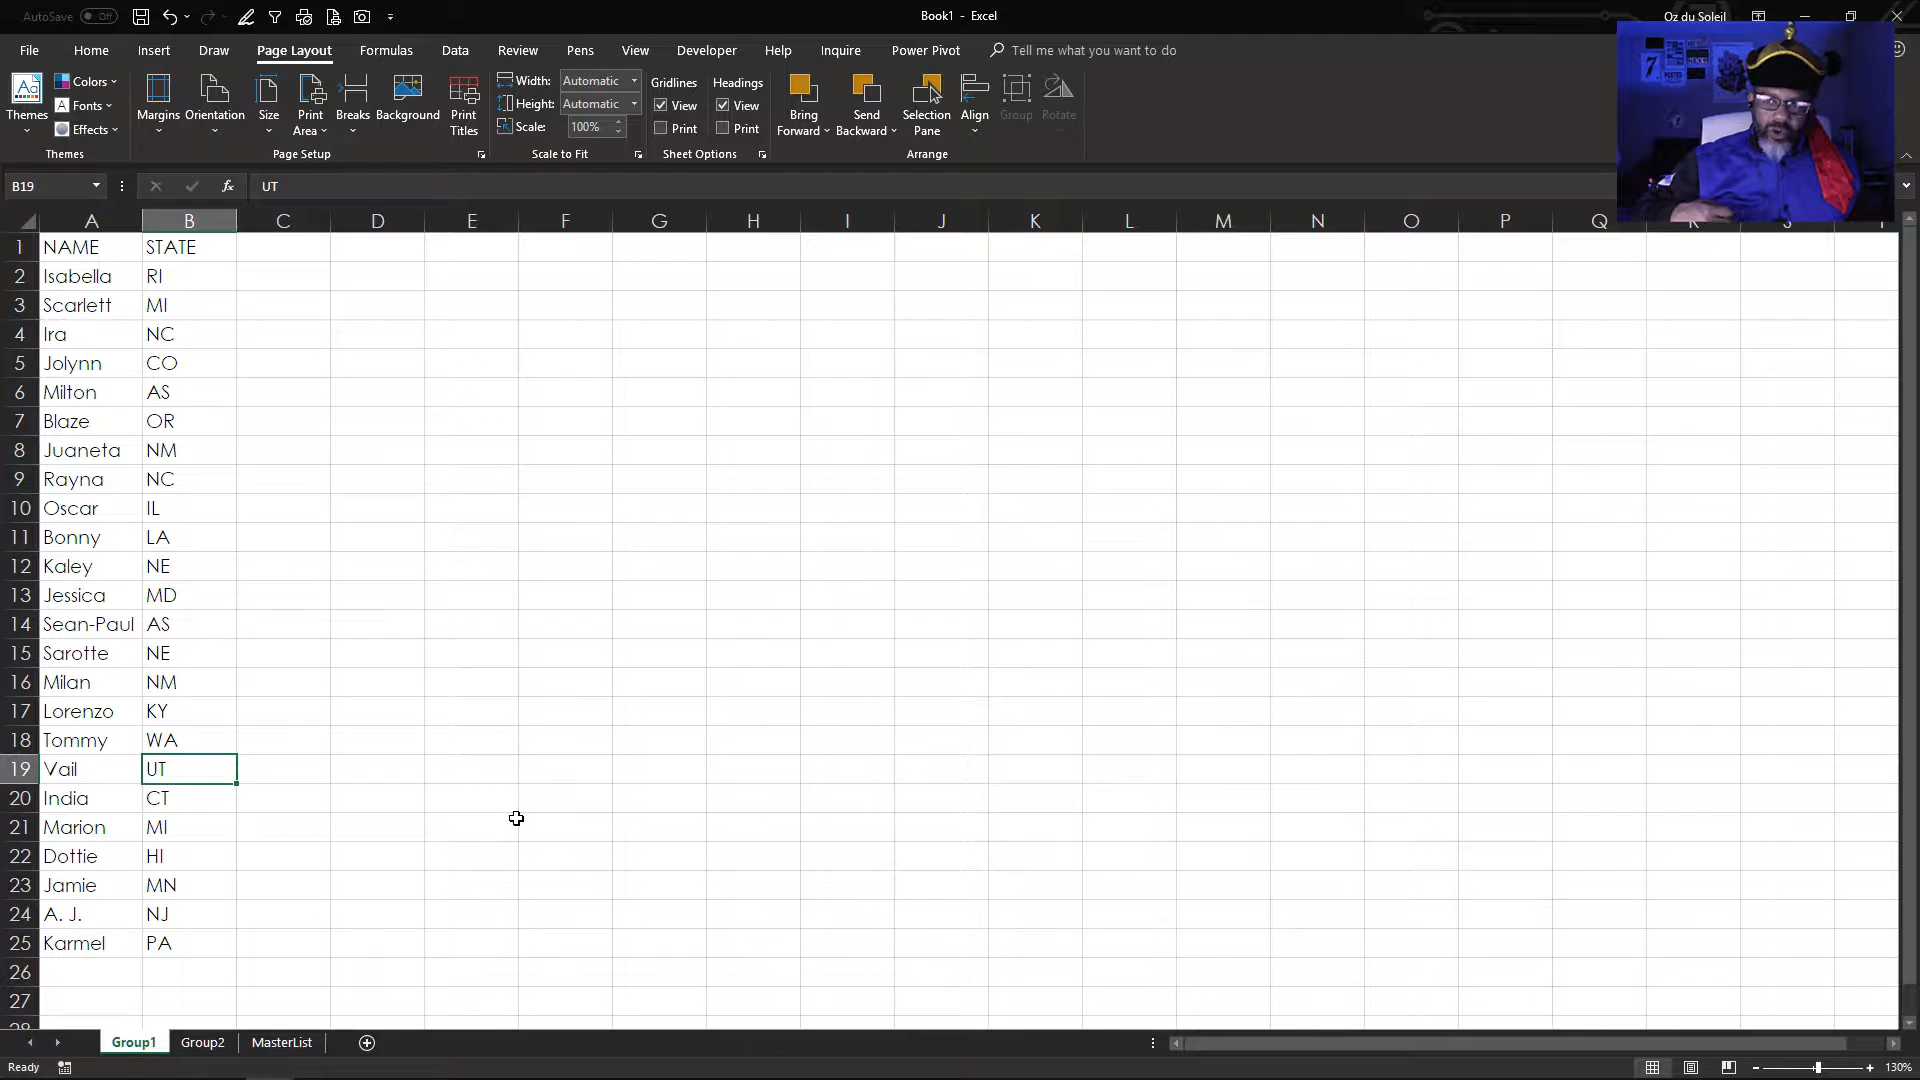 AutoSave Off
Book1 - Excel
Oz du Soleil
File Home Insert Draw Page Layout Formulas Data Review View Pens Developer Help Inquire Power Pivot Tell me what you want to do
Themes
Colors
Fonts
Effects
Themes
Margins
Orientation
Size
Print Area
Breaks
Background
Print Titles
Page Setup
Width: Automatic
Height: Automatic
Scale: 100%
Scale to Fit
Gridlines Headings
View View
Print Print
Sheet Options
Bring Forward
Send Backward
Selection Pane
Align
Group
Rotate
Arrange
B19 fx UT
A B C D E F G H I J K L M N O P Q
1 NAME STATE
2 Isabella RI
3 Scarlett MI
4 Ira NC
5 Jolynn CO
6 Milton AS
7 Blaze OR
8 Juaneta NM
9 Rayna NC
10 Oscar IL
11 Bonny LA
12 Kaley NE
13 Jessica MD
14 Sean-Paul AS
15 Sarotte NE
16 Milan NM
17 Lorenzo KY
18 Tommy WA
19 Vail UT
20 India CT
21 Marion MI
22 Dottie HI
23 Jamie MN
24 A. J. NJ
25 Karmel PA
26
27
28
Group1 Group2 MasterList
Ready
130%